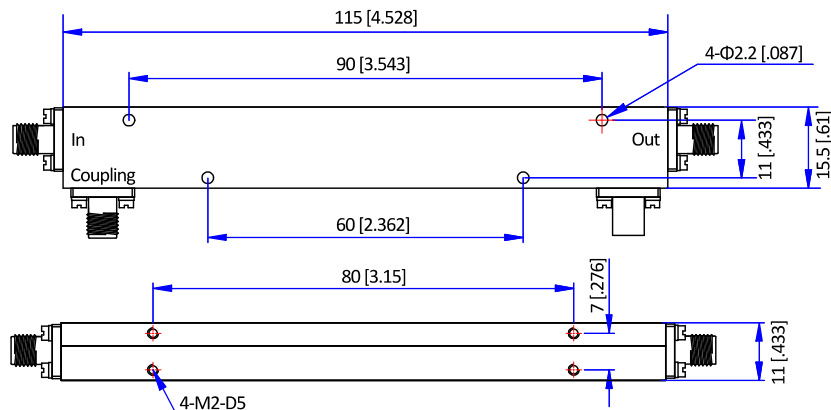 115 [4.528]
90 [3.543]
4-Φ2.2 [.087]
In
Out
Coupling
11 [.433]
15.5 [.61]
60 [2.362]
80 [3.15]
7 [.276]
11 [.433]
4-M2-D5